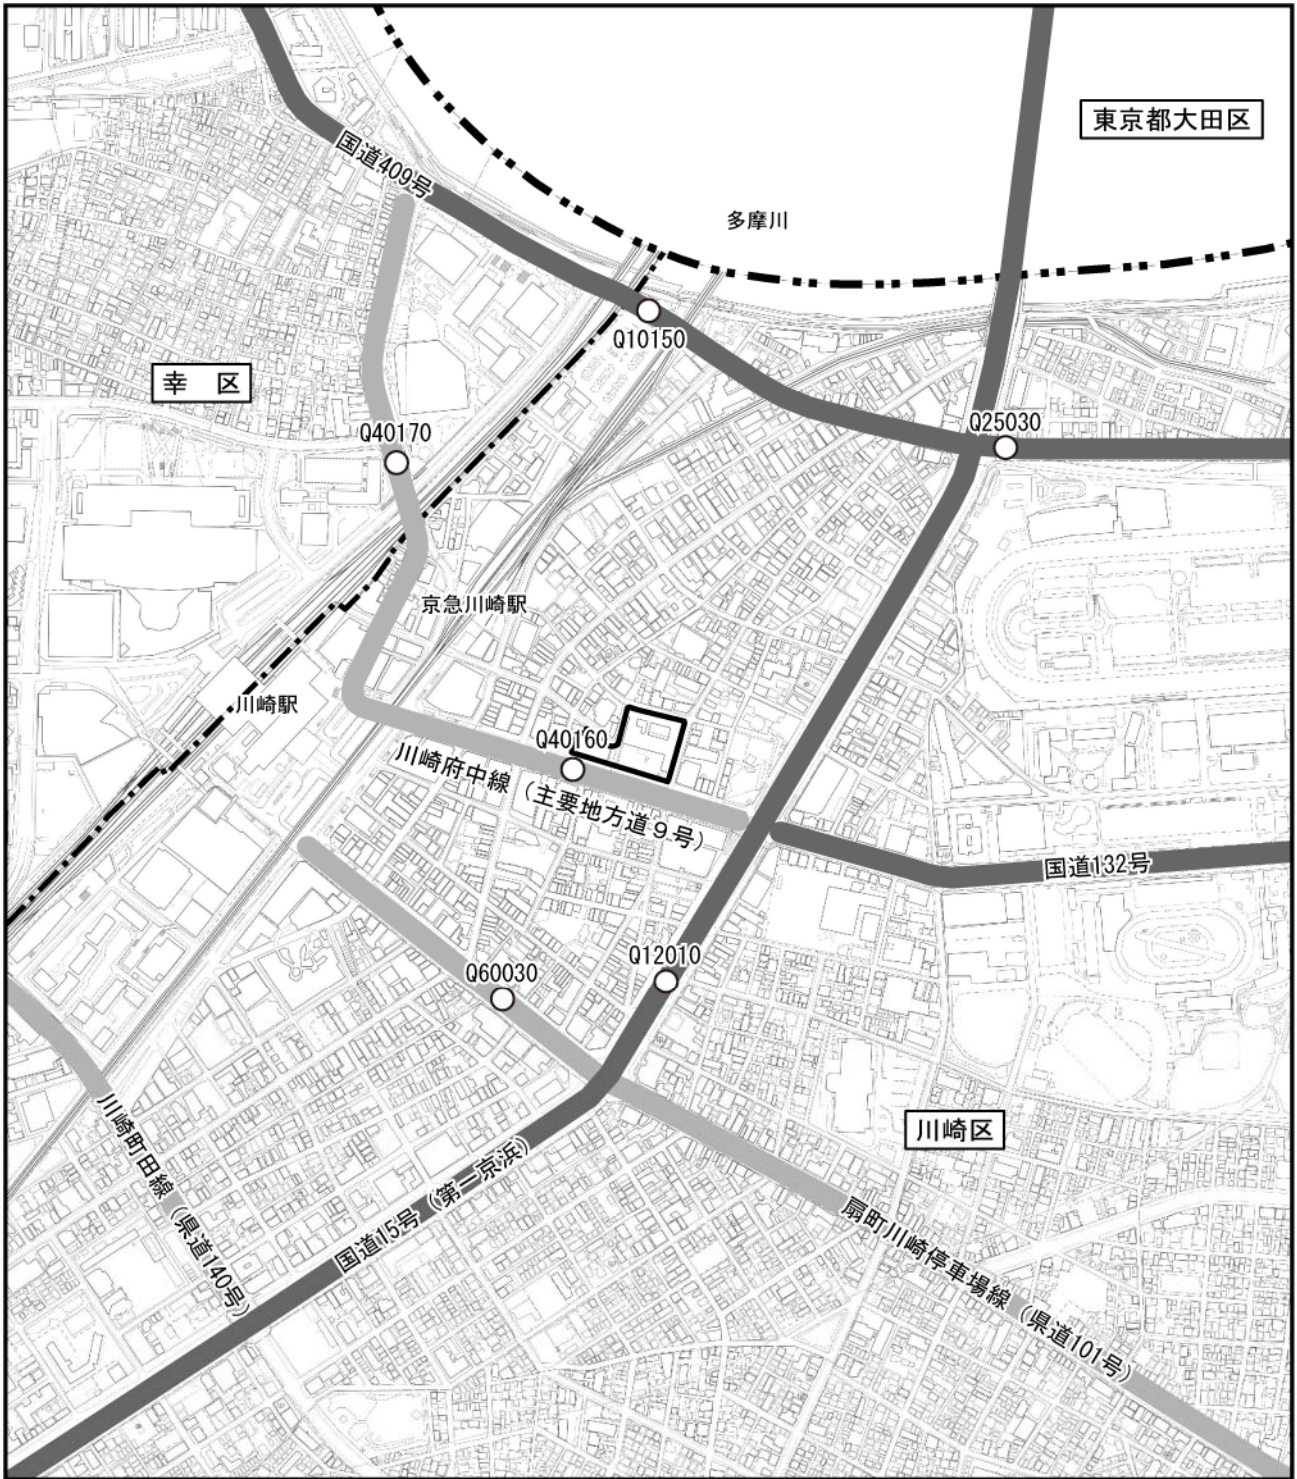 東京都大田区
国道409号
多摩川
Q10150
幸 区
Q25030
Q40170
京急川崎駅
川崎駅
Q40160
川崎府中線（主要地方道９号）
国道132号
Q12010
Q60030
川崎区
川崎町田線（県道140号）
国道15号（第一京浜）
扇町川崎停車場線（県道101号）